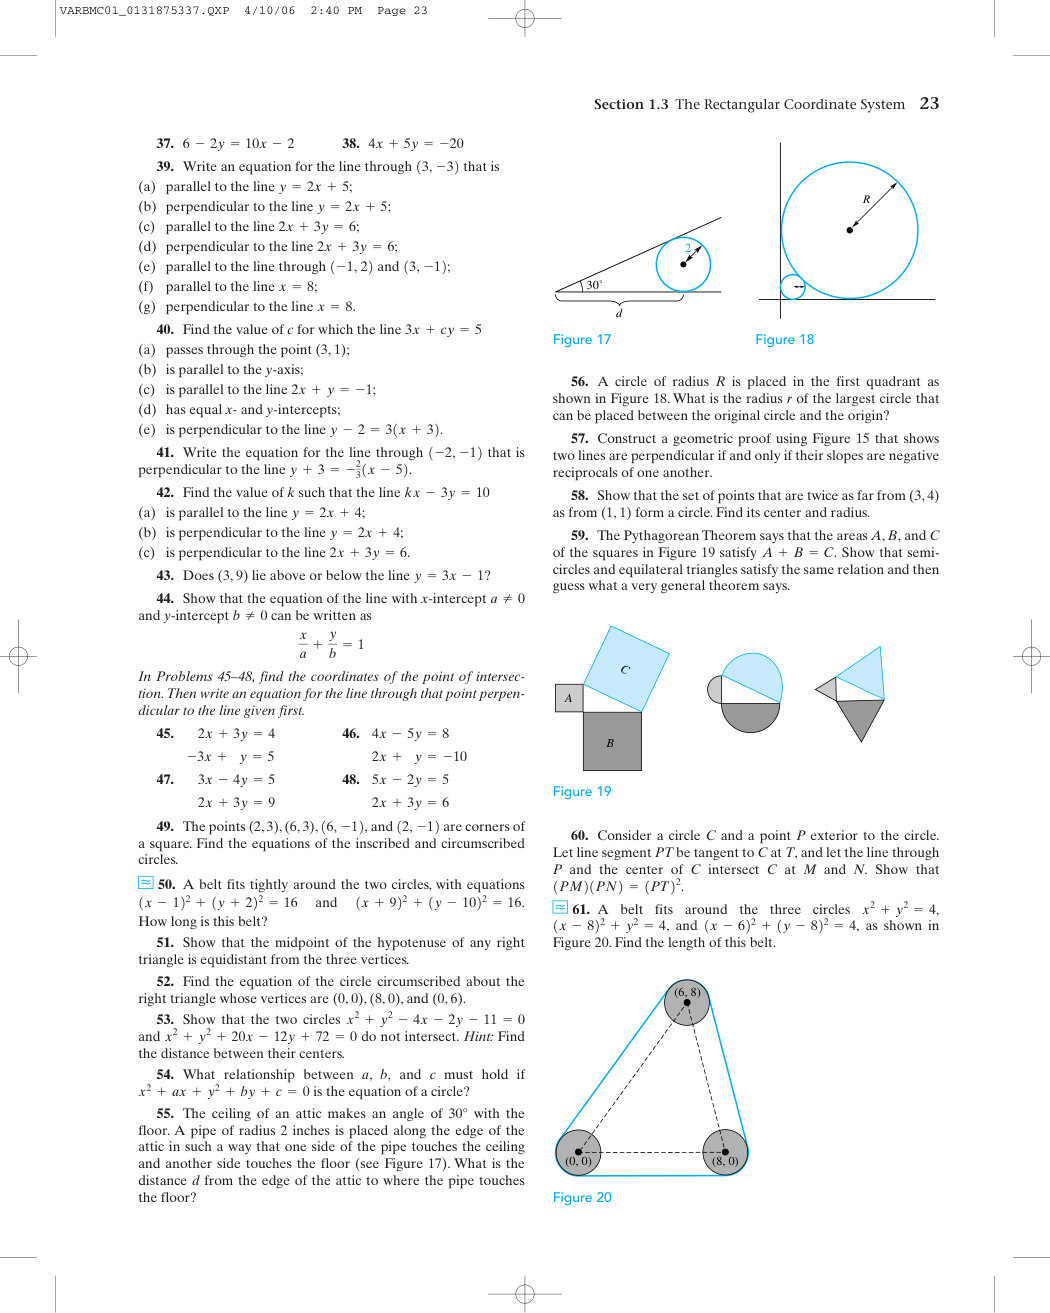 VARBMC01_0131875337.QXP 4/10/06 2:40 PM Page 23
Section 1.3 The Rectangular Coordinate System 23
37. 6 − 2y = 10x − 2 38. 4x + 5y = −20
39. Write an equation for the line through (3, −3) that is
(a) parallel to the line y = 2x + 5;
(b) perpendicular to the line y = 2x + 5;
(c) parallel to the line 2x + 3y = 6;
(d) perpendicular to the line 2x + 3y = 6;
(e) parallel to the line through (−1, 2) and (3, −1);
(f) parallel to the line x = 8;
(g) perpendicular to the line x = 8.
40. Find the value of c for which the line 3x + cy = 5
(a) passes through the point (3, 1);
(b) is parallel to the y-axis;
(c) is parallel to the line 2x + y = −1;
(d) has equal x- and y-intercepts;
(e) is perpendicular to the line y − 2 = 3(x + 3).
41. Write the equation for the line through (−2, −1) that is
perpendicular to the line y + 3 = −2/3(x − 5).
42. Find the value of k such that the line kx − 3y = 10
(a) is parallel to the line y = 2x + 4;
(b) is perpendicular to the line y = 2x + 4;
(c) is perpendicular to the line 2x + 3y = 6.
43. Does (3, 9) lie above or below the line y = 3x − 1?
44. Show that the equation of the line with x-intercept a ≠ 0
and y-intercept b ≠ 0 can be written as
x/a + y/b = 1
In Problems 45–48, find the coordinates of the point of intersec-
tion. Then write an equation for the line through that point perpen-
dicular to the line given first.
45. 2x + 3y = 4 46. 4x − 5y = 8
−3x + y = 5 2x + y = −10
47. 3x − 4y = 5 48. 5x − 2y = 5
2x + 3y = 9 2x + 3y = 6
49. The points (2, 3), (6, 3), (6, −1), and (2, −1) are corners of
a square. Find the equations of the inscribed and circumscribed
circles.
≈ 50. A belt fits tightly around the two circles, with equations
(x − 1)² + (y + 2)² = 16 and (x + 9)² + (y − 10)² = 16.
How long is this belt?
51. Show that the midpoint of the hypotenuse of any right
triangle is equidistant from the three vertices.
52. Find the equation of the circle circumscribed about the
right triangle whose vertices are (0, 0), (8, 0), and (0, 6).
53. Show that the two circles x² + y² − 4x − 2y − 11 = 0
and x² + y² + 20x − 12y + 72 = 0 do not intersect. Hint: Find
the distance between their centers.
54. What relationship between a, b, and c must hold if
x² + ax + y² + by + c = 0 is the equation of a circle?
55. The ceiling of an attic makes an angle of 30° with the
floor. A pipe of radius 2 inches is placed along the edge of the
attic in such a way that one side of the pipe touches the ceiling
and another side touches the floor (see Figure 17). What is the
distance d from the edge of the attic to where the pipe touches
the floor?
2
30°
d
Figure 17
R
Figure 18
56. A circle of radius R is placed in the first quadrant as
shown in Figure 18. What is the radius r of the largest circle that
can be placed between the original circle and the origin?
57. Construct a geometric proof using Figure 15 that shows
two lines are perpendicular if and only if their slopes are negative
reciprocals of one another.
58. Show that the set of points that are twice as far from (3, 4)
as from (1, 1) form a circle. Find its center and radius.
59. The Pythagorean Theorem says that the areas A, B, and C
of the squares in Figure 19 satisfy A + B = C. Show that semi-
circles and equilateral triangles satisfy the same relation and then
guess what a very general theorem says.
C
A
B
Figure 19
60. Consider a circle C and a point P exterior to the circle.
Let line segment PT be tangent to C at T, and let the line through
P and the center of C intersect C at M and N. Show that
(PM)(PN) = (PT)².
≈ 61. A belt fits around the three circles x² + y² = 4,
(x − 8)² + y² = 4, and (x − 6)² + (y − 8)² = 4, as shown in
Figure 20. Find the length of this belt.
(6, 8)
(0, 0) (8, 0)
Figure 20